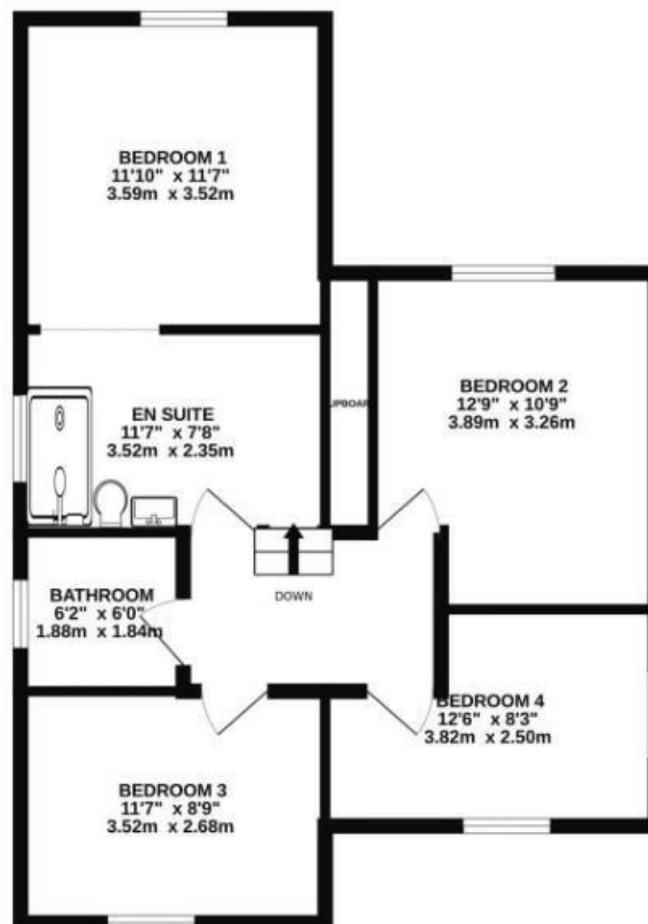 BEDROOM 1
11'10" x 11'7"
3.59m x 3.52m
BEDROOM 2
12'9" x 10'9"
3.89m x 3.26m
UPBOAR
EN SUITE
11'7" x 7'8"
3.52m x 2.35m
BATHROOM
6'2" x 6'0"
1.88m x 1.84m
DOWN
BEDROOM 4
12'6" x 8'3"
3.82m x 2.50m
BEDROOM 3
11'7" x 8'9"
3.52m x 2.68m